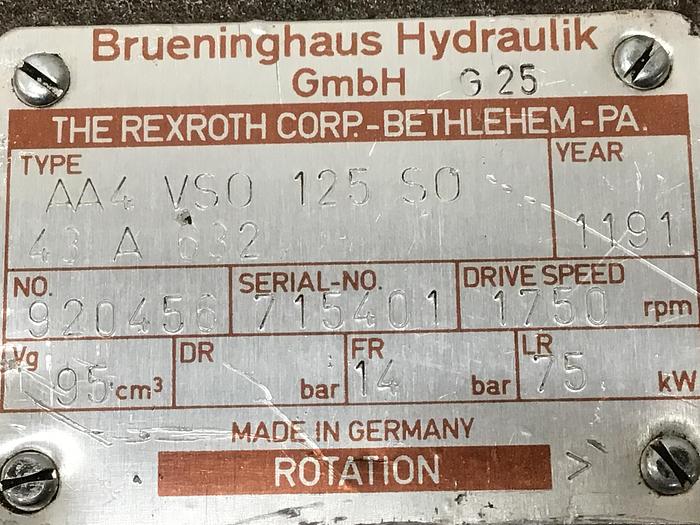 Brueninghaus Hydraulik
GmbH G 25
THE REXROTH CORP.-BETHLEHEM-PA.
TYPE YEAR
AA4 VSO 125 SO
43 A 632 1191
NO. SERIAL-NO. DRIVE SPEED
920456 715401 1750 rpm
Vg DR FR LR
95 cm³ bar 14 bar 75 kW
MADE IN GERMANY
ROTATION >